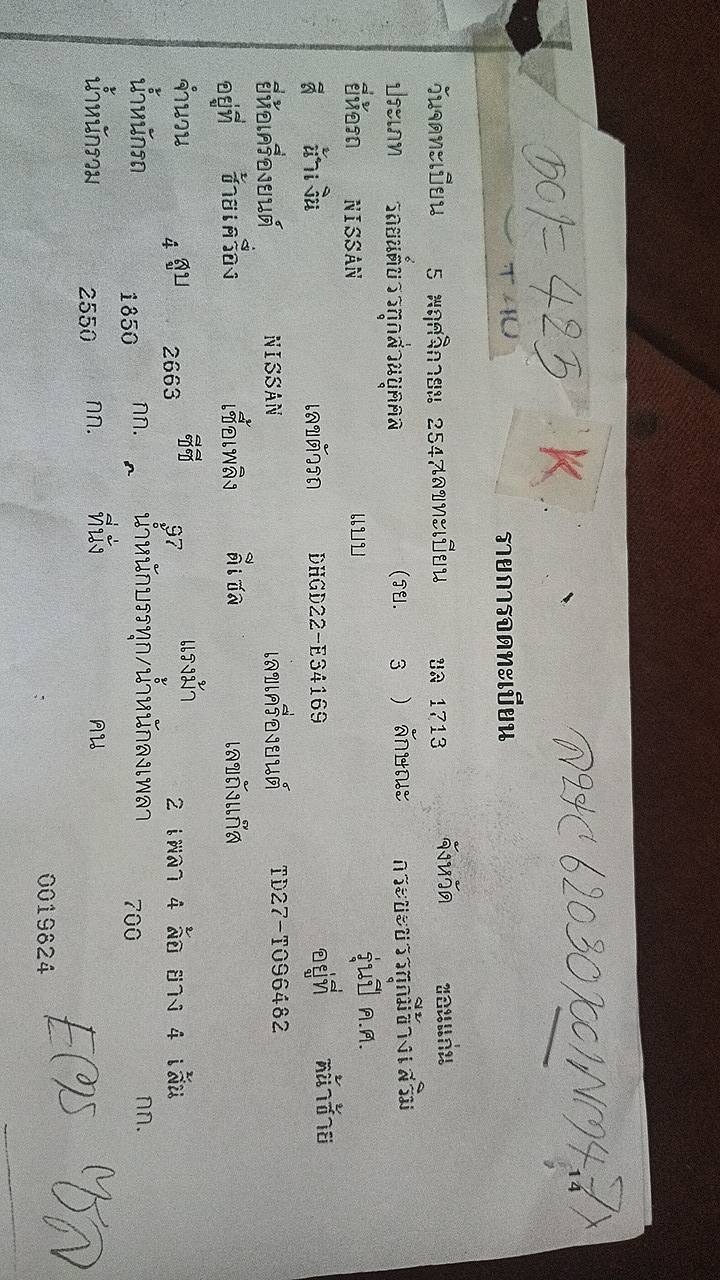 รายการจดทะเบียน
วันจดทะเบียน 5 พฤศจิกายน 2547 เลขทะเบียน บล 1713 จังหวัด ขอนแก่น
ประเภท รถยนต์บรรทุกส่วนบุคคล (รย. 3 ) ลักษณะ กระบะบรรทุกมีข้างเสริม
ยี่ห้อรถ NISSAN แบบ รุ่นปี ค.ศ.
สี น้ำเงิน เลขตัวรถ DHGD22-E34169 อยู่ที่ หน้าซ้าย
ยี่ห้อเครื่องยนต์ NISSAN เลขเครื่องยนต์ TD27-T096482
อยู่ที่ ซ้ายเครื่อง เชื้อเพลิง ดีเซล เลขถังแก๊ส
จำนวน 4 สูบ 2663 ซีซี 97 แรงม้า 2 เพลา 4 ล้อ ยาง 4 เส้น
น้ำหนักรถ 1850 กก. น้ำหนักบรรทุก/น้ำหนักลงเพลา 700 กก.
น้ำหนักรวม 2550 กก. ที่นั่ง คน
0019824
K
14